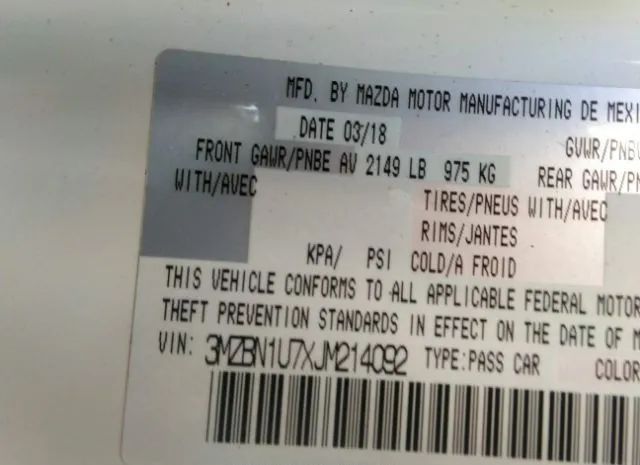 MFD. BY MAZDA MOTOR MANUFACTURING DE MEXI
DATE 03/18 GVWR/PNBV
FRONT GAWR/PNBE AV 2149 LB 975 KG REAR GAWR/PN
WITH/AVEC TIRES/PNEUS WITH/AVEC
RIMS/JANTES
KPA/ PSI COLD/A FROID
THIS VEHICLE CONFORMS TO ALL APPLICABLE FEDERAL MOTOR
THEFT PREVENTION STANDARDS IN EFFECT ON THE DATE OF M
VIN: 3MZBN1U7XJM214092 TYPE:PASS CAR COLOR